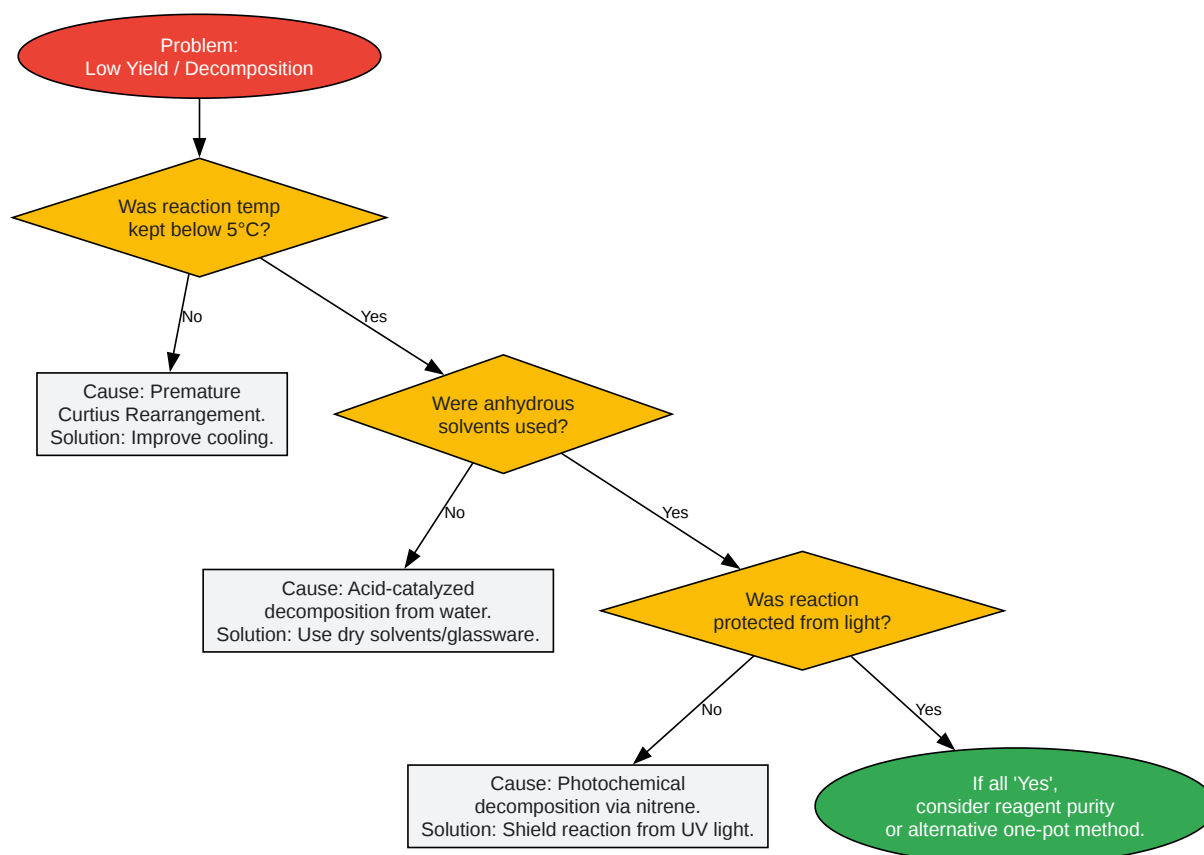 Problem:
Low Yield / Decomposition
Was reaction temp
kept below 5°C?
No
Yes
Cause: Premature
Curtius Rearrangement.
Solution: Improve cooling.
Were anhydrous
solvents used?
No
Yes
Cause: Acid-catalyzed
decomposition from water.
Solution: Use dry solvents/glassware.
Was reaction
protected from light?
No
Yes
Cause: Photochemical
decomposition via nitrene.
Solution: Shield reaction from UV light.
If all 'Yes',
consider reagent purity
or alternative one-pot method.